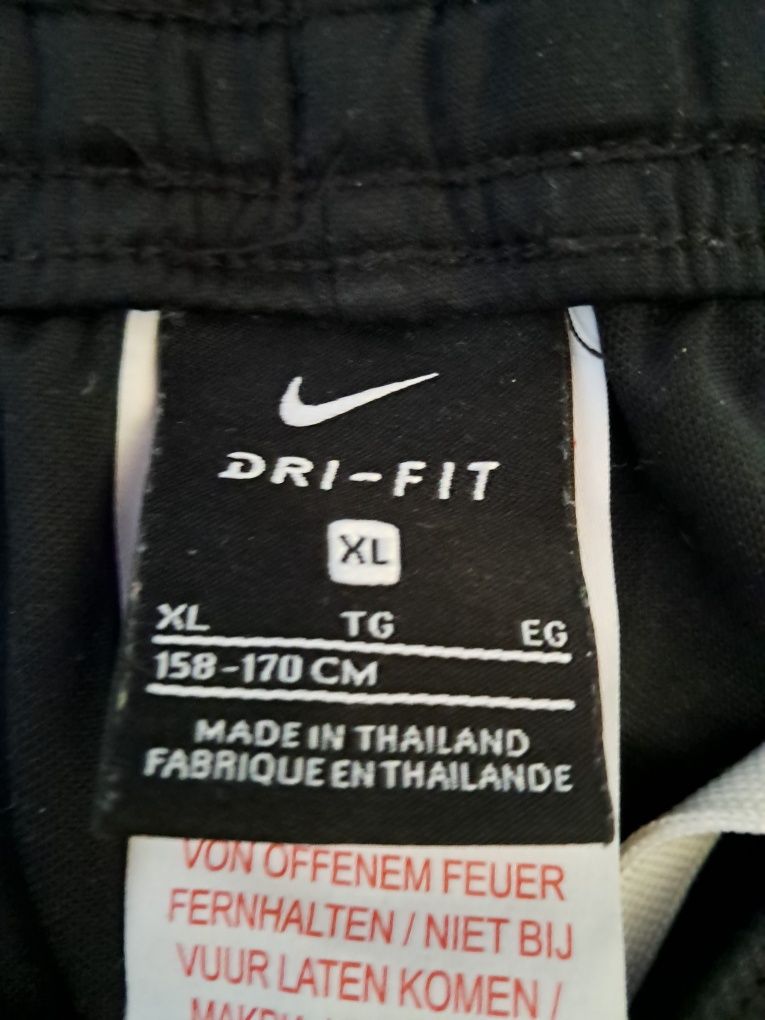 DRI-FIT
XL
XL TG EG
158-170 CM
MADE IN THAILAND
FABRIQUE EN THAILANDE
VON OFFENEM FEUER
FERNHALTEN / NIET BIJ
VUUR LATEN KOMEN /